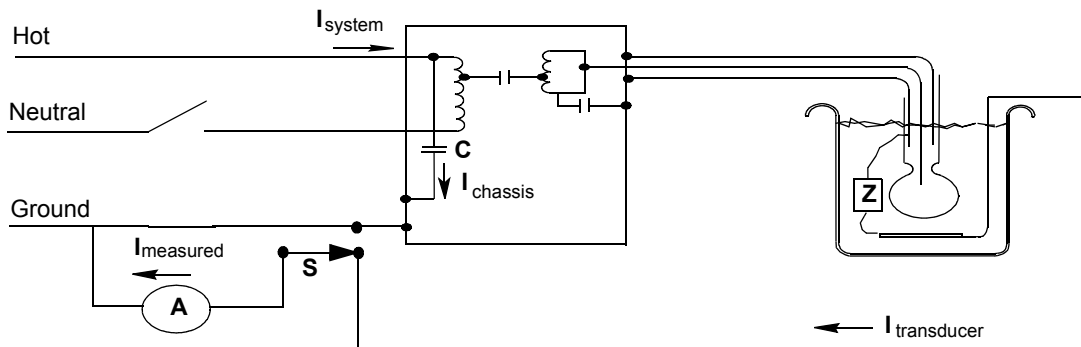 I system
Hot
Neutral
C
I chassis
Z
Ground
I measured
S
A
I transducer